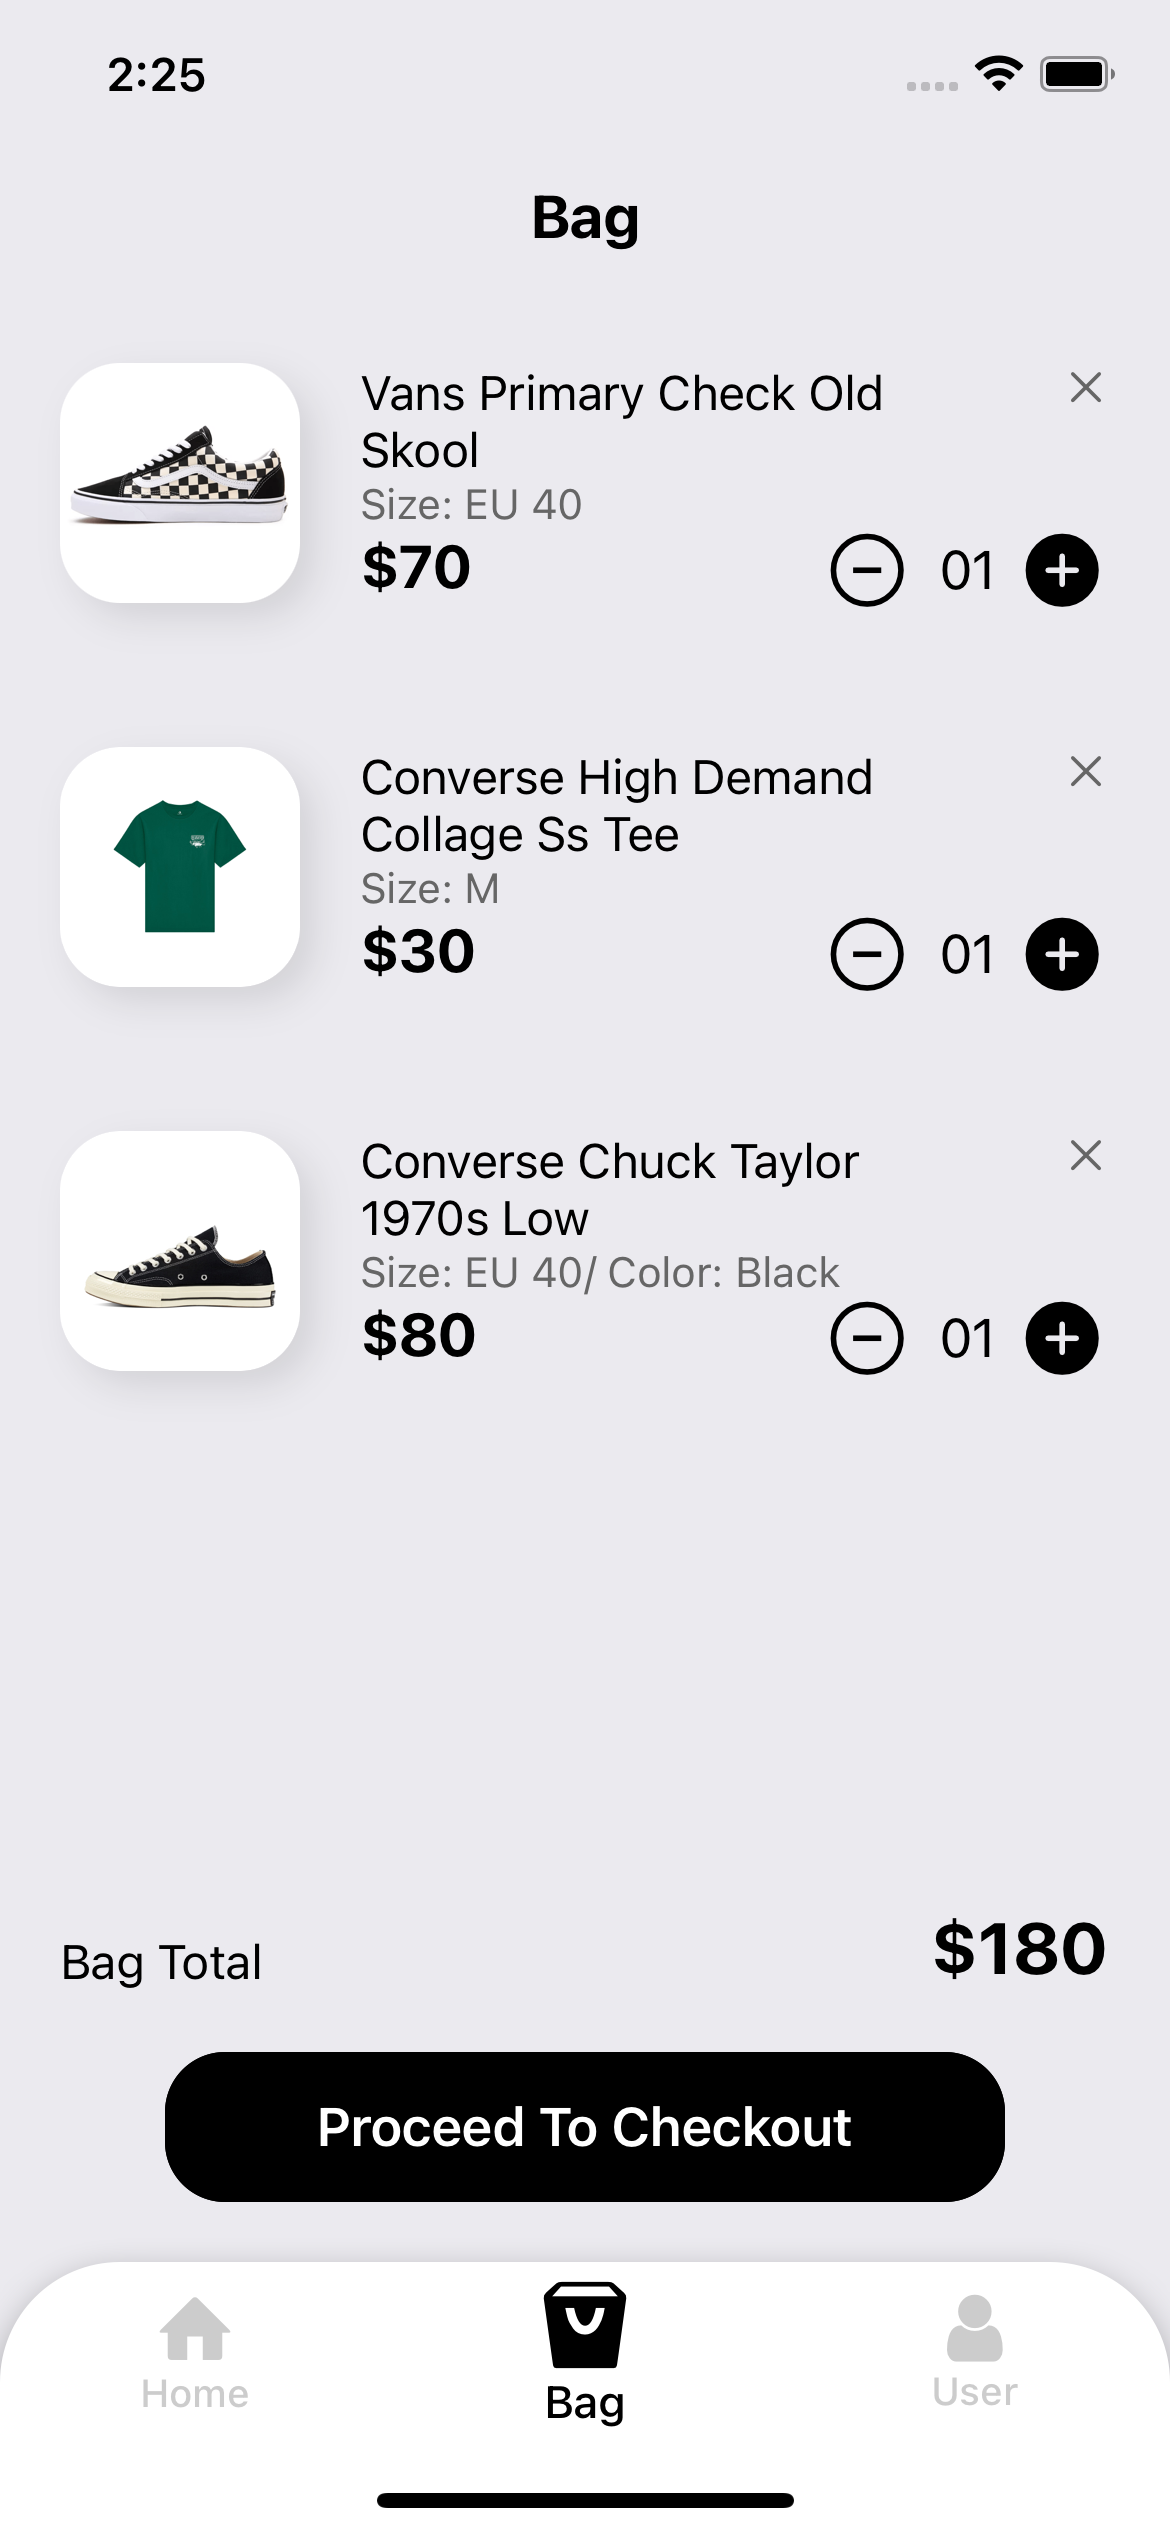 2:25
Bag
Vans Primary Check Old
Skool
Size: EU 40
$70
01
Converse High Demand
Collage Ss Tee
Size: M
$30
01
Converse Chuck Taylor
1970s Low
Size: EU 40/ Color: Black
$80
01
Bag Total
$180
Proceed To Checkout
Home
Bag
User